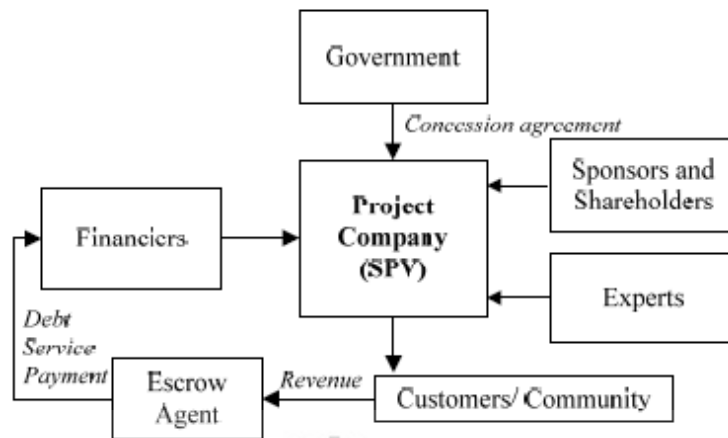 Government
Concession agreement
Sponsors and
Shareholders
Project
Company
(SPV)
Financiers
Experts
Debt
Service
Payment
Escrow
Agent
Revenue
Customers/ Community